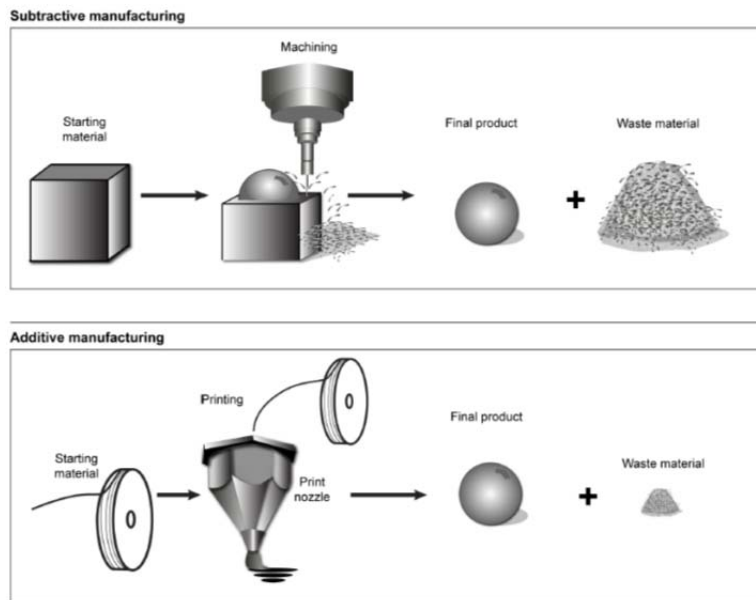 Subtractive manufacturing
Machining
Starting
material
Final product
Waste material
+
Additive manufacturing
Printing
Starting
material
Print
nozzle
Final product
Waste material
+